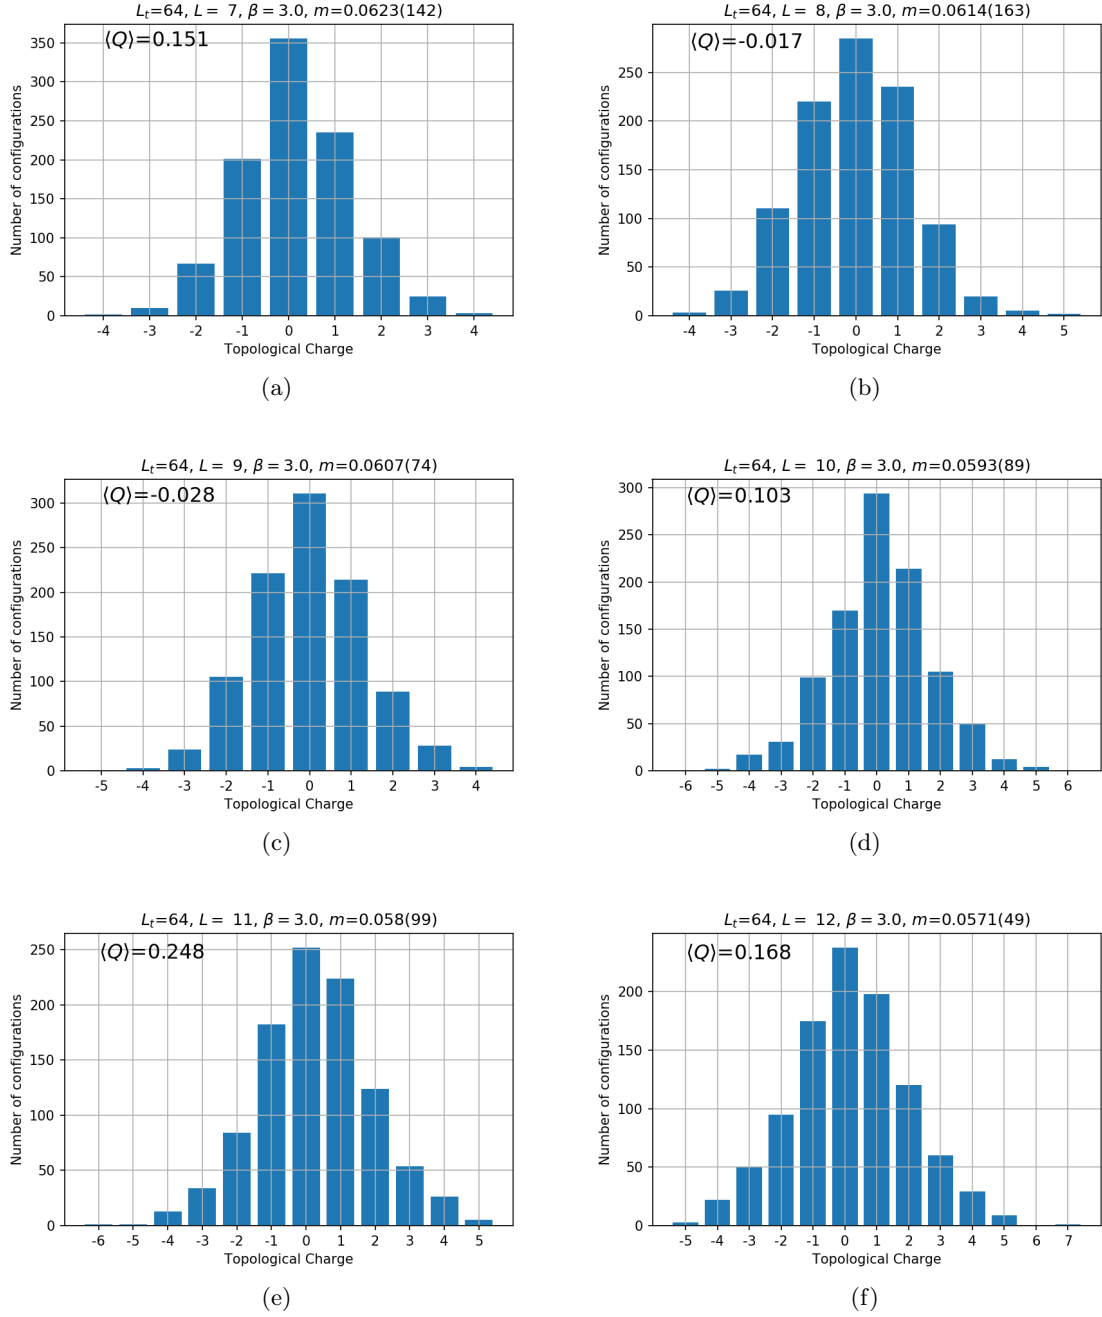 L_t=64, L= 7, β=3.0, m=0.0623(142)
⟨Q⟩=0.151
Number of configurations
350
300
250
200
150
100
50
0
-4 -3 -2 -1 0 1 2 3 4
Topological Charge
(a)
L_t=64, L= 8, β=3.0, m=0.0614(163)
⟨Q⟩=-0.017
Number of configurations
250
200
150
100
50
0
-4 -3 -2 -1 0 1 2 3 4 5
Topological Charge
(b)
L_t=64, L= 9, β=3.0, m=0.0607(74)
⟨Q⟩=-0.028
Number of configurations
300
250
200
150
100
50
0
-5 -4 -3 -2 -1 0 1 2 3 4
Topological Charge
(c)
L_t=64, L= 10, β=3.0, m=0.0593(89)
⟨Q⟩=0.103
Number of configurations
300
250
200
150
100
50
0
-6 -5 -4 -3 -2 -1 0 1 2 3 4 5 6
Topological Charge
(d)
L_t=64, L= 11, β=3.0, m=0.058(99)
⟨Q⟩=0.248
Number of configurations
250
200
150
100
50
0
-6 -5 -4 -3 -2 -1 0 1 2 3 4 5
Topological Charge
(e)
L_t=64, L= 12, β=3.0, m=0.0571(49)
⟨Q⟩=0.168
Number of configurations
200
150
100
50
0
-5 -4 -3 -2 -1 0 1 2 3 4 5 6 7
Topological Charge
(f)